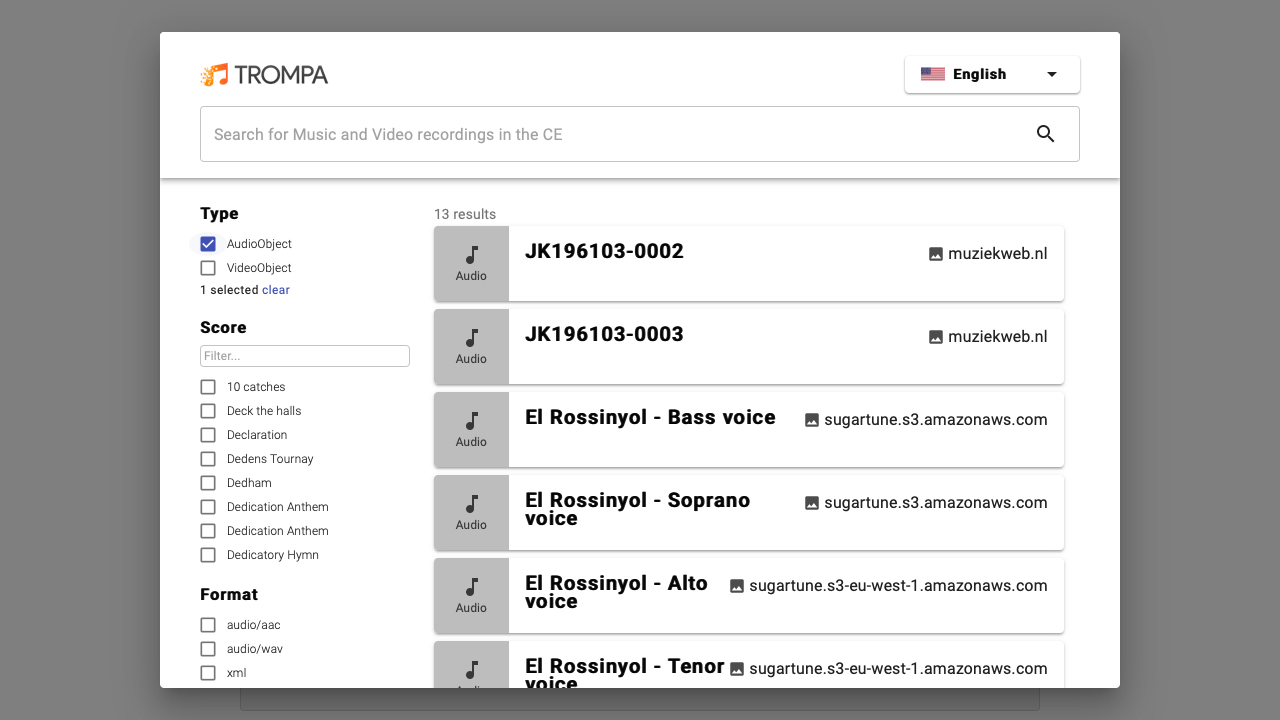 TROMPA
English
Search for Music and Video recordings in the CE
Type
AudioObject
VideoObject
1 selected clear
Score
Filter...
10 catches
Deck the halls
Declaration
Dedens Tournay
Dedham
Dedication Anthem
Dedication Anthem
Dedicatory Hymn
Format
audio/aac
audio/wav
xml
13 results
Audio
JK196103-0002
muziekweb.nl
Audio
JK196103-0003
muziekweb.nl
Audio
El Rossinyol - Bass voice
sugartune.s3.amazonaws.com
Audio
El Rossinyol - Soprano
voice
sugartune.s3.amazonaws.com
Audio
El Rossinyol - Alto
voice
sugartune.s3-eu-west-1.amazonaws.com
El Rossinyol - Tenor
voice
sugartune.s3-eu-west-1.amazonaws.com